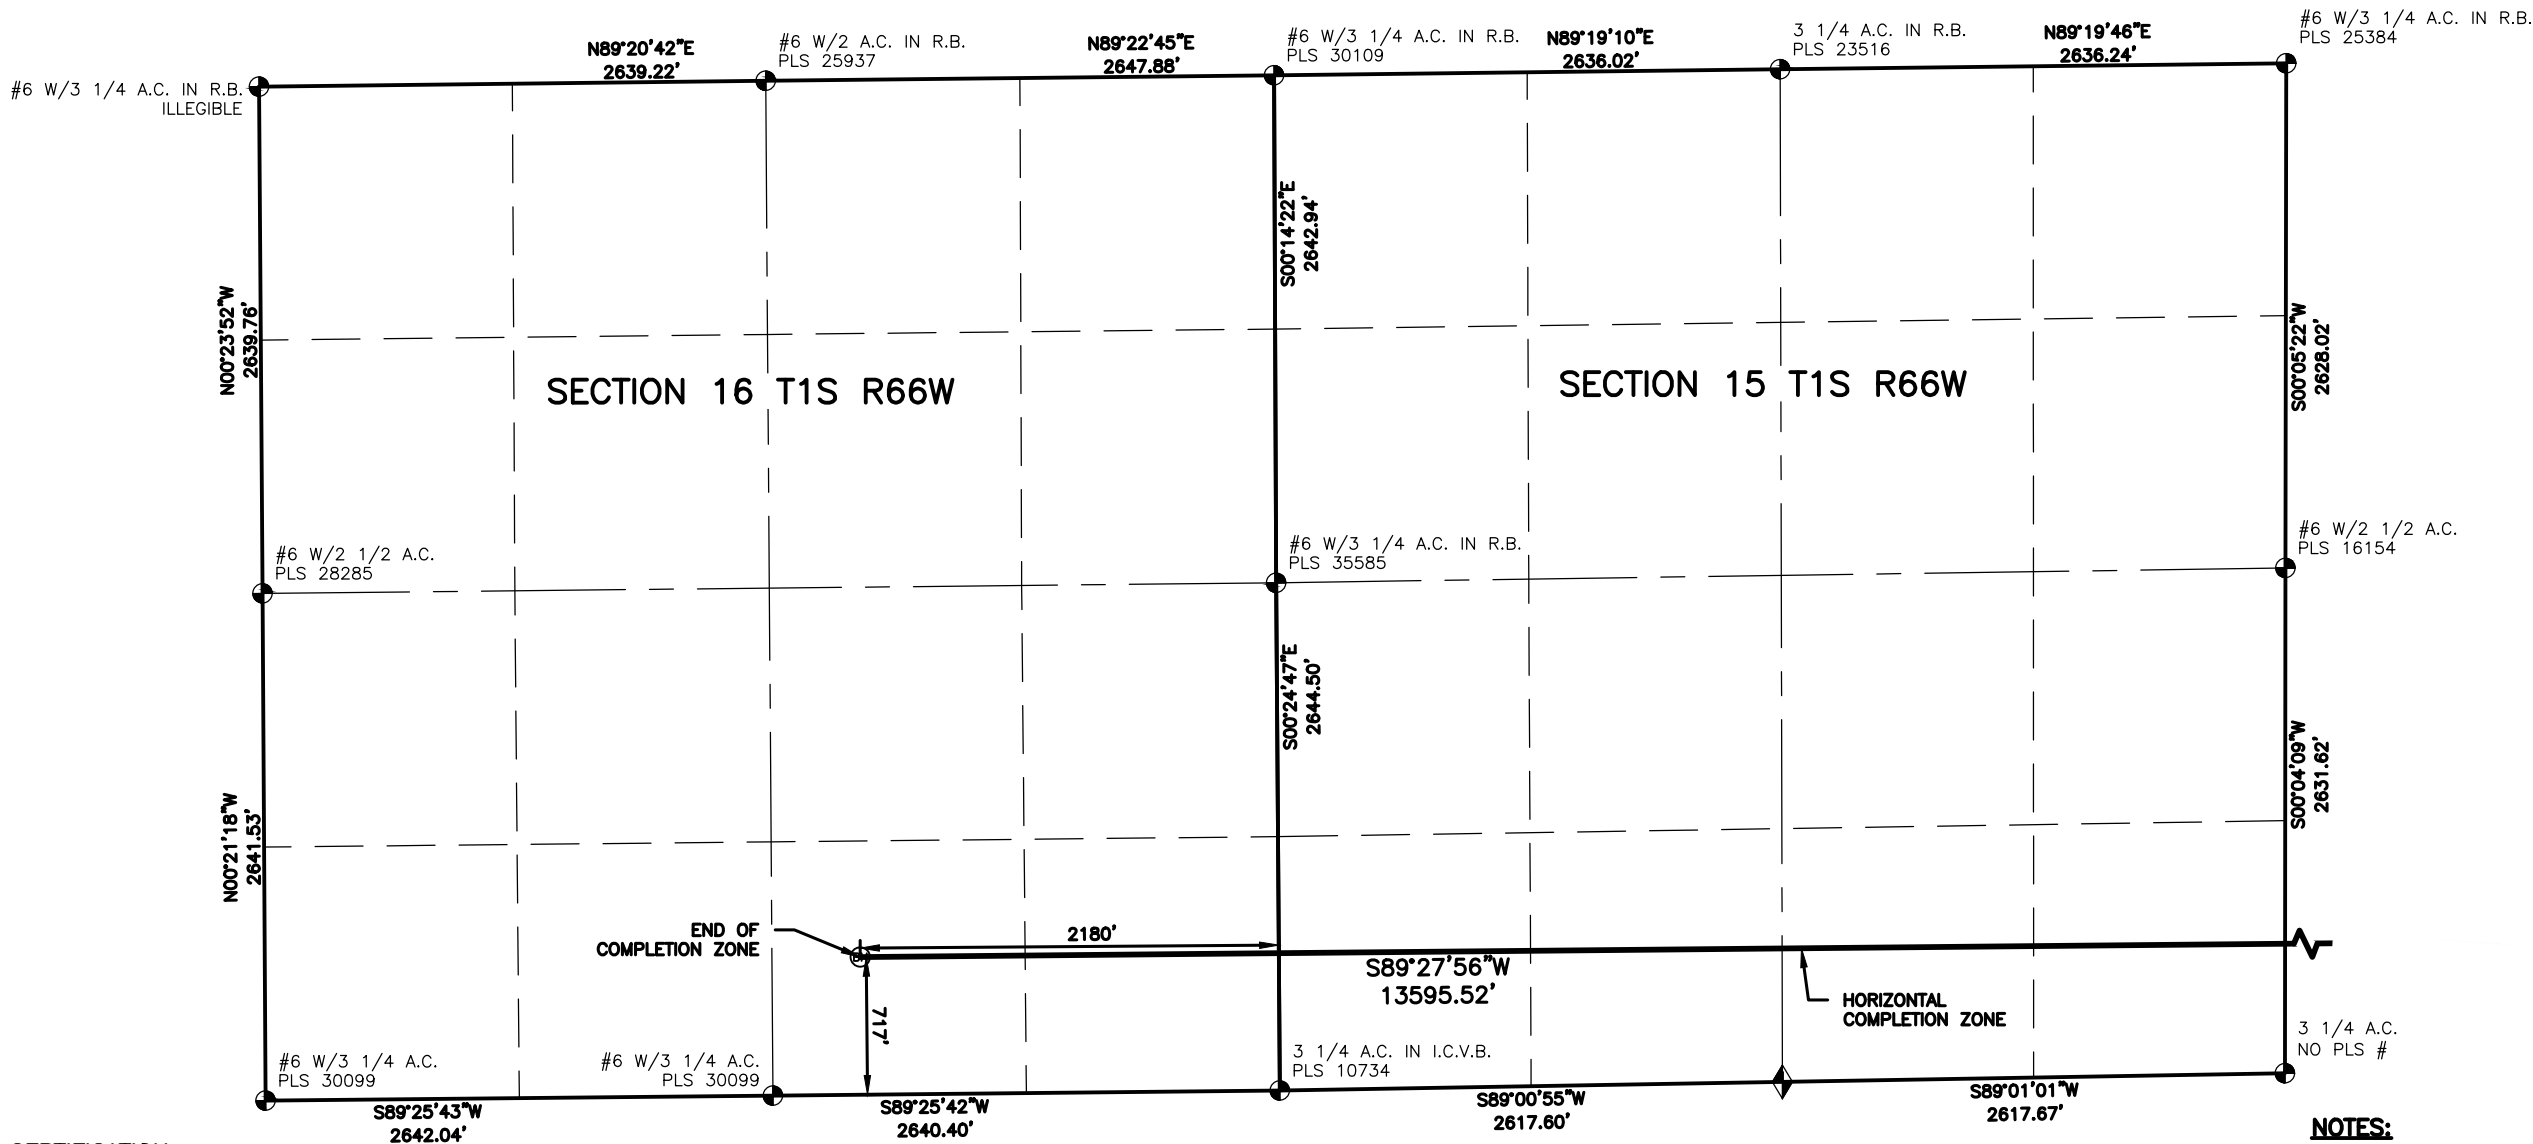 N89°20'42"E
2639.22'
#6 W/2 A.C. IN R.B.
PLS 25937
N89°22'45"E
2647.88'
#6 W/3 1/4 A.C. IN R.B.
PLS 30109
N89°19'10"E
2636.02'
3 1/4 A.C. IN R.B.
PLS 23516
N89°19'46"E
2636.24'
#6 W/3 1/4 A.C. IN R.B.
PLS 25384
#6 W/3 1/4 A.C. IN R.B.
ILLEGIBLE
S00°14'22"E
2642.94'
N00°23'52"W
2639.76'
SECTION 16 T1S R66W
SECTION 15 T1S R66W
S00°05'22"W
2628.02'
#6 W/2 1/2 A.C.
PLS 28285
#6 W/3 1/4 A.C. IN R.B.
PLS 35585
#6 W/2 1/2 A.C.
PLS 16154
S00°24'47"E
2644.50'
N00°21'18"W
2641.53'
S00°04'09"W
2631.62'
END OF
COMPLETION ZONE
2180'
S89°27'56"W
13595.52'
HORIZONTAL
COMPLETION ZONE
717'
#6 W/3 1/4 A.C.
PLS 30099
#6 W/3 1/4 A.C.
PLS 30099
3 1/4 A.C. IN I.C.V.B.
PLS 10734
3 1/4 A.C.
NO PLS #
S89°25'43"W
2642.04'
S89°25'42"W
2640.40'
S89°00'55"W
2617.60'
S89°01'01"W
2617.67'
NOTES: